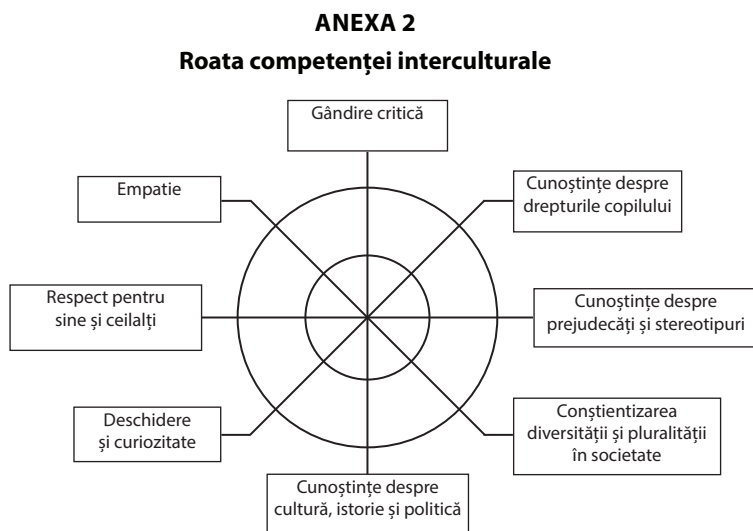 ANEXA 2
Roata competenței interculturale
Gândire critică
Empatie
Cunoștințe despre
drepturile copilului
Respect pentru
sine și ceilalți
Cunoștințe despre
prejudecăți și stereotipuri
Deschidere
și curiozitate
Conștientizarea
diversității și pluralității
în societate
Cunoștințe despre
cultură, istorie și politică